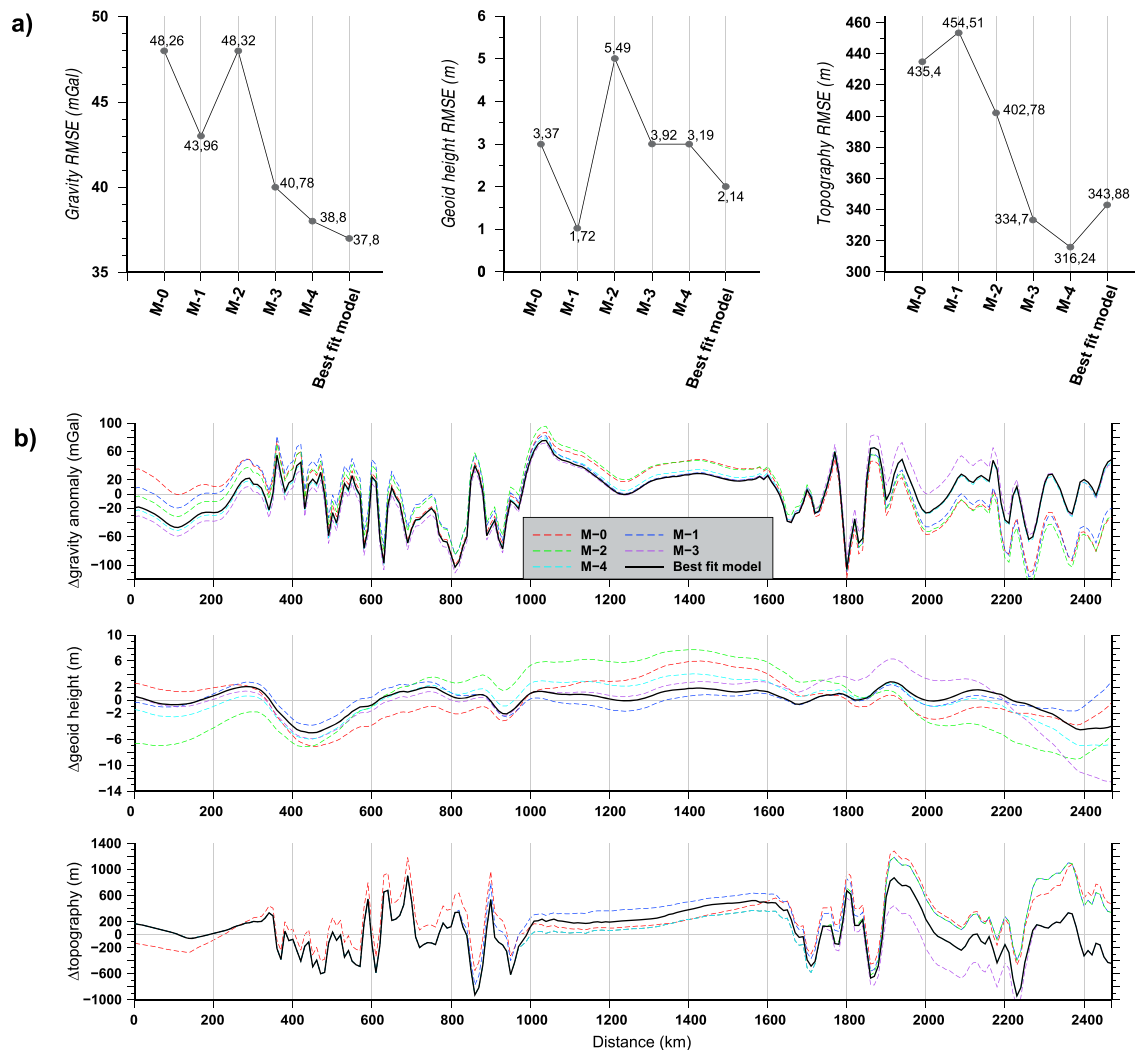 a)
Gravity RMSE (mGal)
50
45
40
35
48,26
43,96
48,32
40,78
38,8
37,8
M-0
M-1
M-2
M-3
M-4
Best fit model
Geoid height RMSE (m)
6
5
4
3
2
1
0
3,37
1,72
5,49
3,92
3,19
2,14
M-0
M-1
M-2
M-3
M-4
Best fit model
Topography RMSE (m)
460
440
420
400
380
360
340
320
300
435,4
454,51
402,78
334,7
316,24
343,88
M-0
M-1
M-2
M-3
M-4
Best fit model
b)
Δgravity anomaly (mGal)
100
60
20
0
−20
−60
−100
M−0
M−1
M−2
M−3
M−4
Best fit model
0 200 400 600 800 1000 1200 1400 1600 1800 2000 2200 2400
Δgeoid height (m)
10
6
2
0
−2
−6
−10
−14
0 200 400 600 800 1000 1200 1400 1600 1800 2000 2200 2400
Δtopography (m)
1400
1000
600
200
0
−200
−600
−1000
0 200 400 600 800 1000 1200 1400 1600 1800 2000 2200 2400
Distance (km)